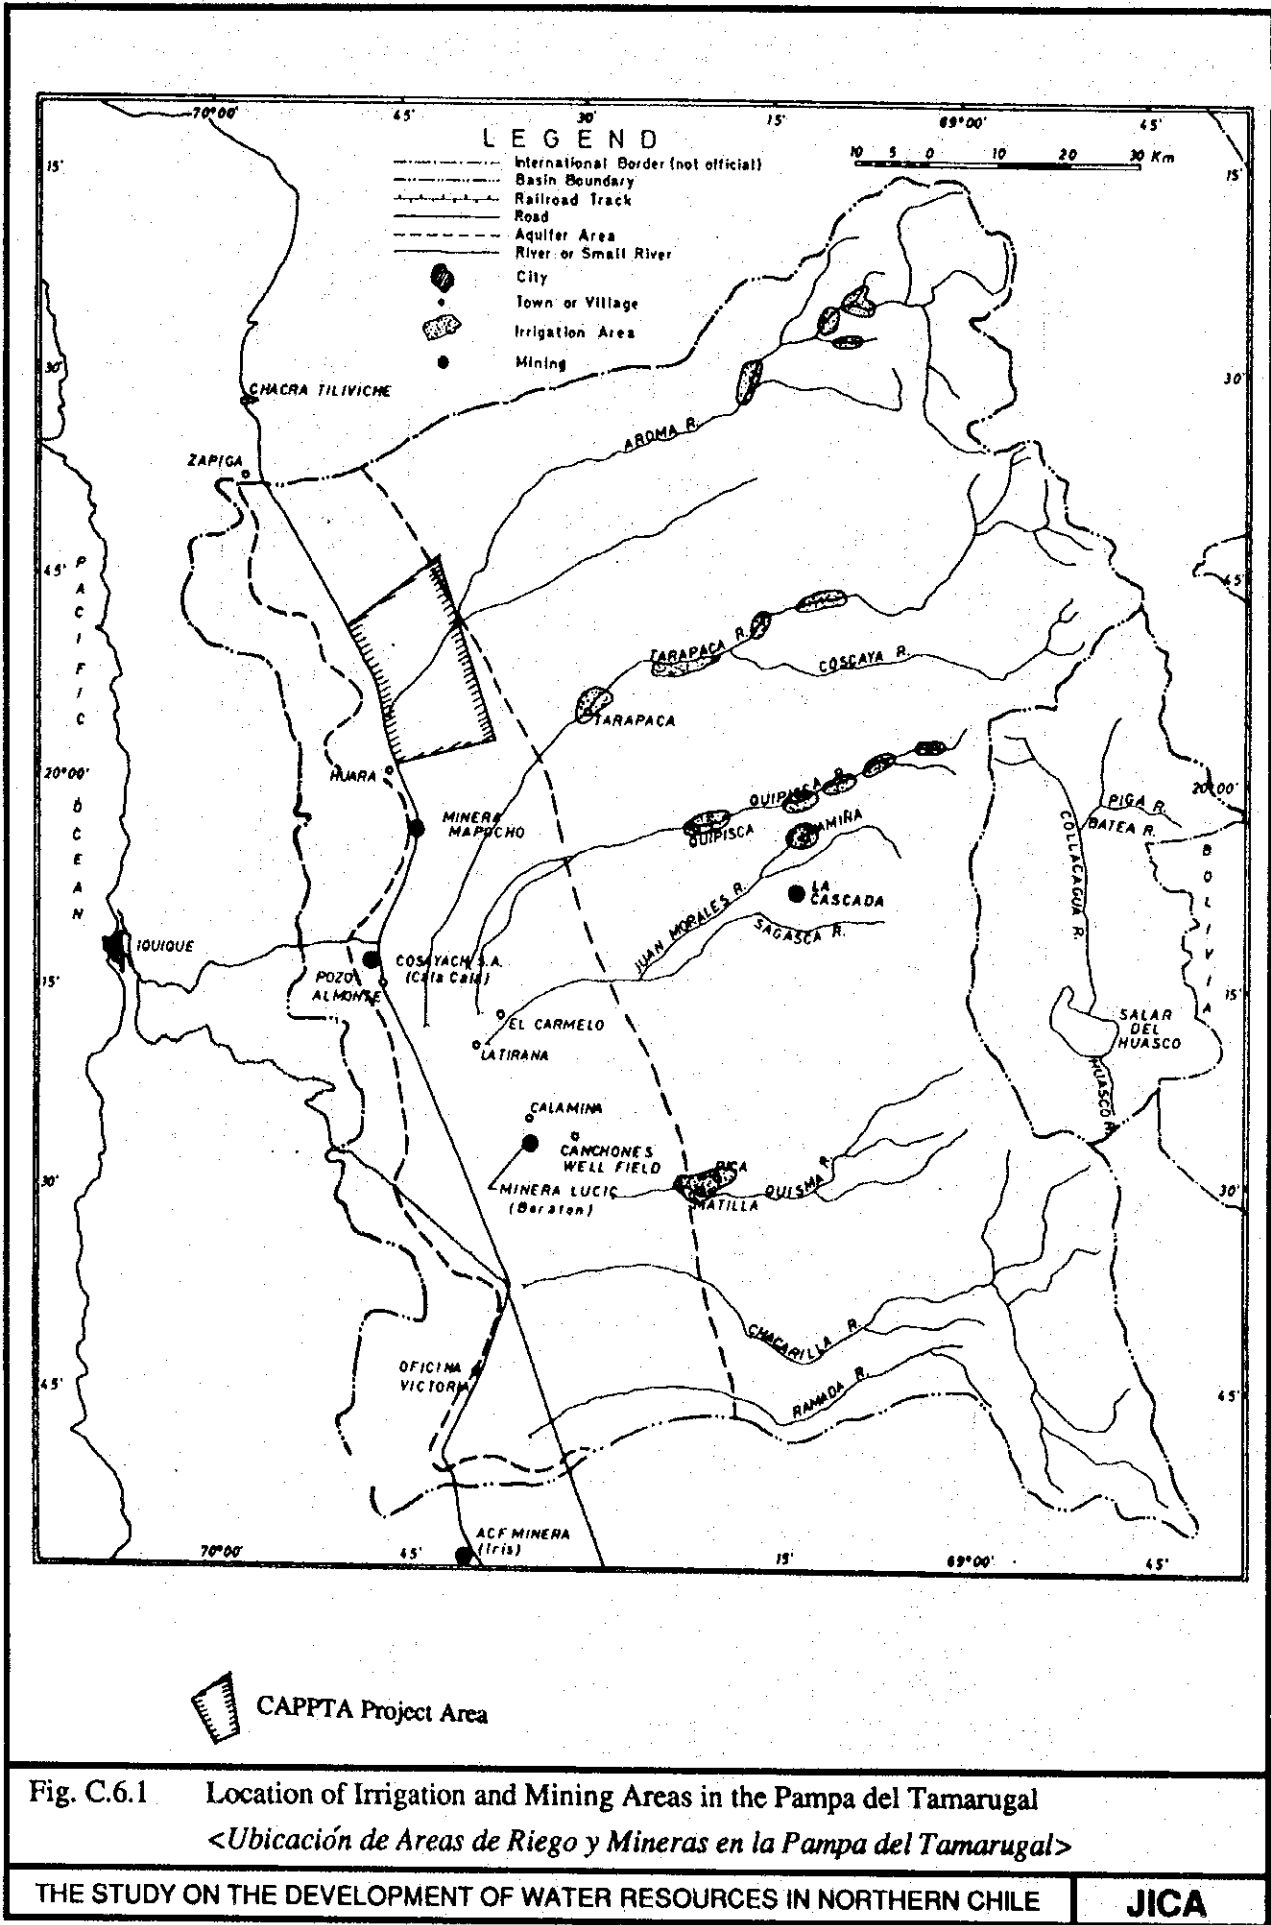 70°00'
45'
30'
15'
69°00'
45'
LEGEND
International Border (not official)
Basin Boundary
Railroad Track
Road
Aquifer Area
River or Small River
City
Town or Village
Irrigation Area
Mining
10 5 0 10 20 30 Km
15'
15'
30'
30'
CHACRA TILIVICHE
ZAPIGA
AROMA R.
45'
45'
PACIFIC OCEAN
TARAPACA R.
COSCAYA R.
TARAPACA
20°00'
20°00'
HUARA
MINERA
MAPOCHO
QUIPISCA R.
QUIPISCA
MAMIÑA
PIGA R.
BATEA R.
COLLACAGUA R.
BOLIVIA
LA
CASCADA
JUAN MORALES R.
SAGASCA R.
IQUIQUE
COSAYACH S.A.
(Cala Cala)
POZO
ALMONTE
15'
15'
EL CARMELO
LA TIRANA
SALAR
DEL
HUASCO
HUASCO R.
CALAMINA
CANCHONES
WELL FIELD
30'
30'
PICA
MINERA LUCIC
(Boraton)
MATILLA
QUISMA R.
CHACARILLA R.
OFICINA
VICTORIA
45'
45'
RAMADA R.
ACF MINERA
(Iris)
70°00'
45'
15'
69°00'
45'
CAPPTA Project Area
Fig. C.6.1 Location of Irrigation and Mining Areas in the Pampa del Tamarugal
<Ubicación de Areas de Riego y Mineras en la Pampa del Tamarugal>
THE STUDY ON THE DEVELOPMENT OF WATER RESOURCES IN NORTHERN CHILE
JICA